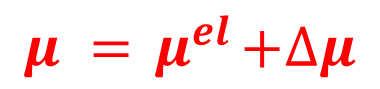 μ = μ^el + Δμ